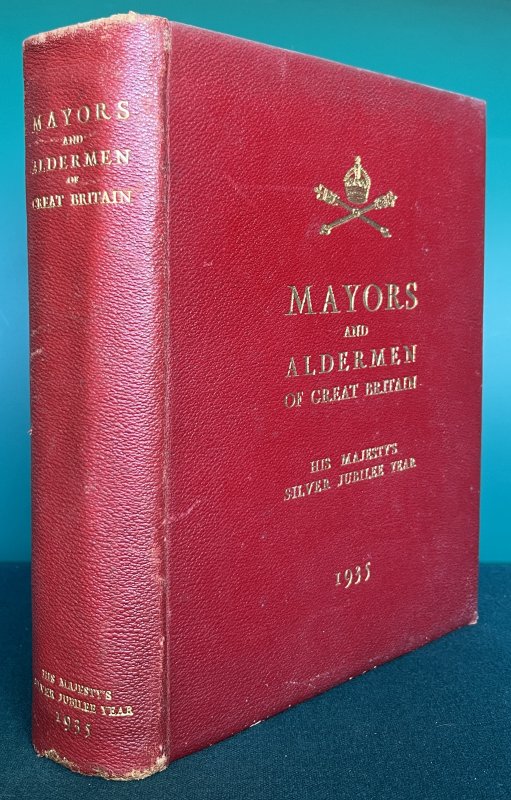 MAYORS
AND
ALDERMEN
OF
GREAT BRITAIN
HIS MAJESTY'S
SILVER JUBILEE YEAR
1935
MAYORS
AND
ALDERMEN
OF GREAT BRITAIN
HIS MAJESTY'S
SILVER JUBILEE YEAR
1935